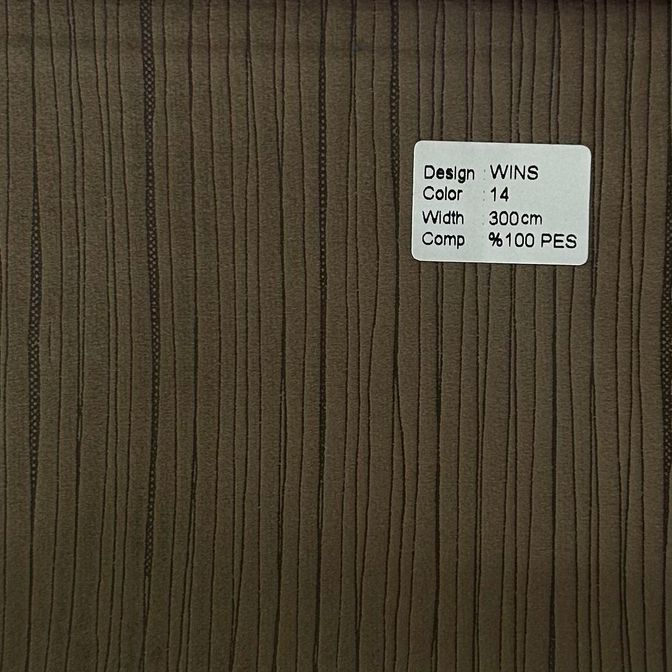 Design : WINS
Color : 14
Width : 300cm
Comp %100 PES